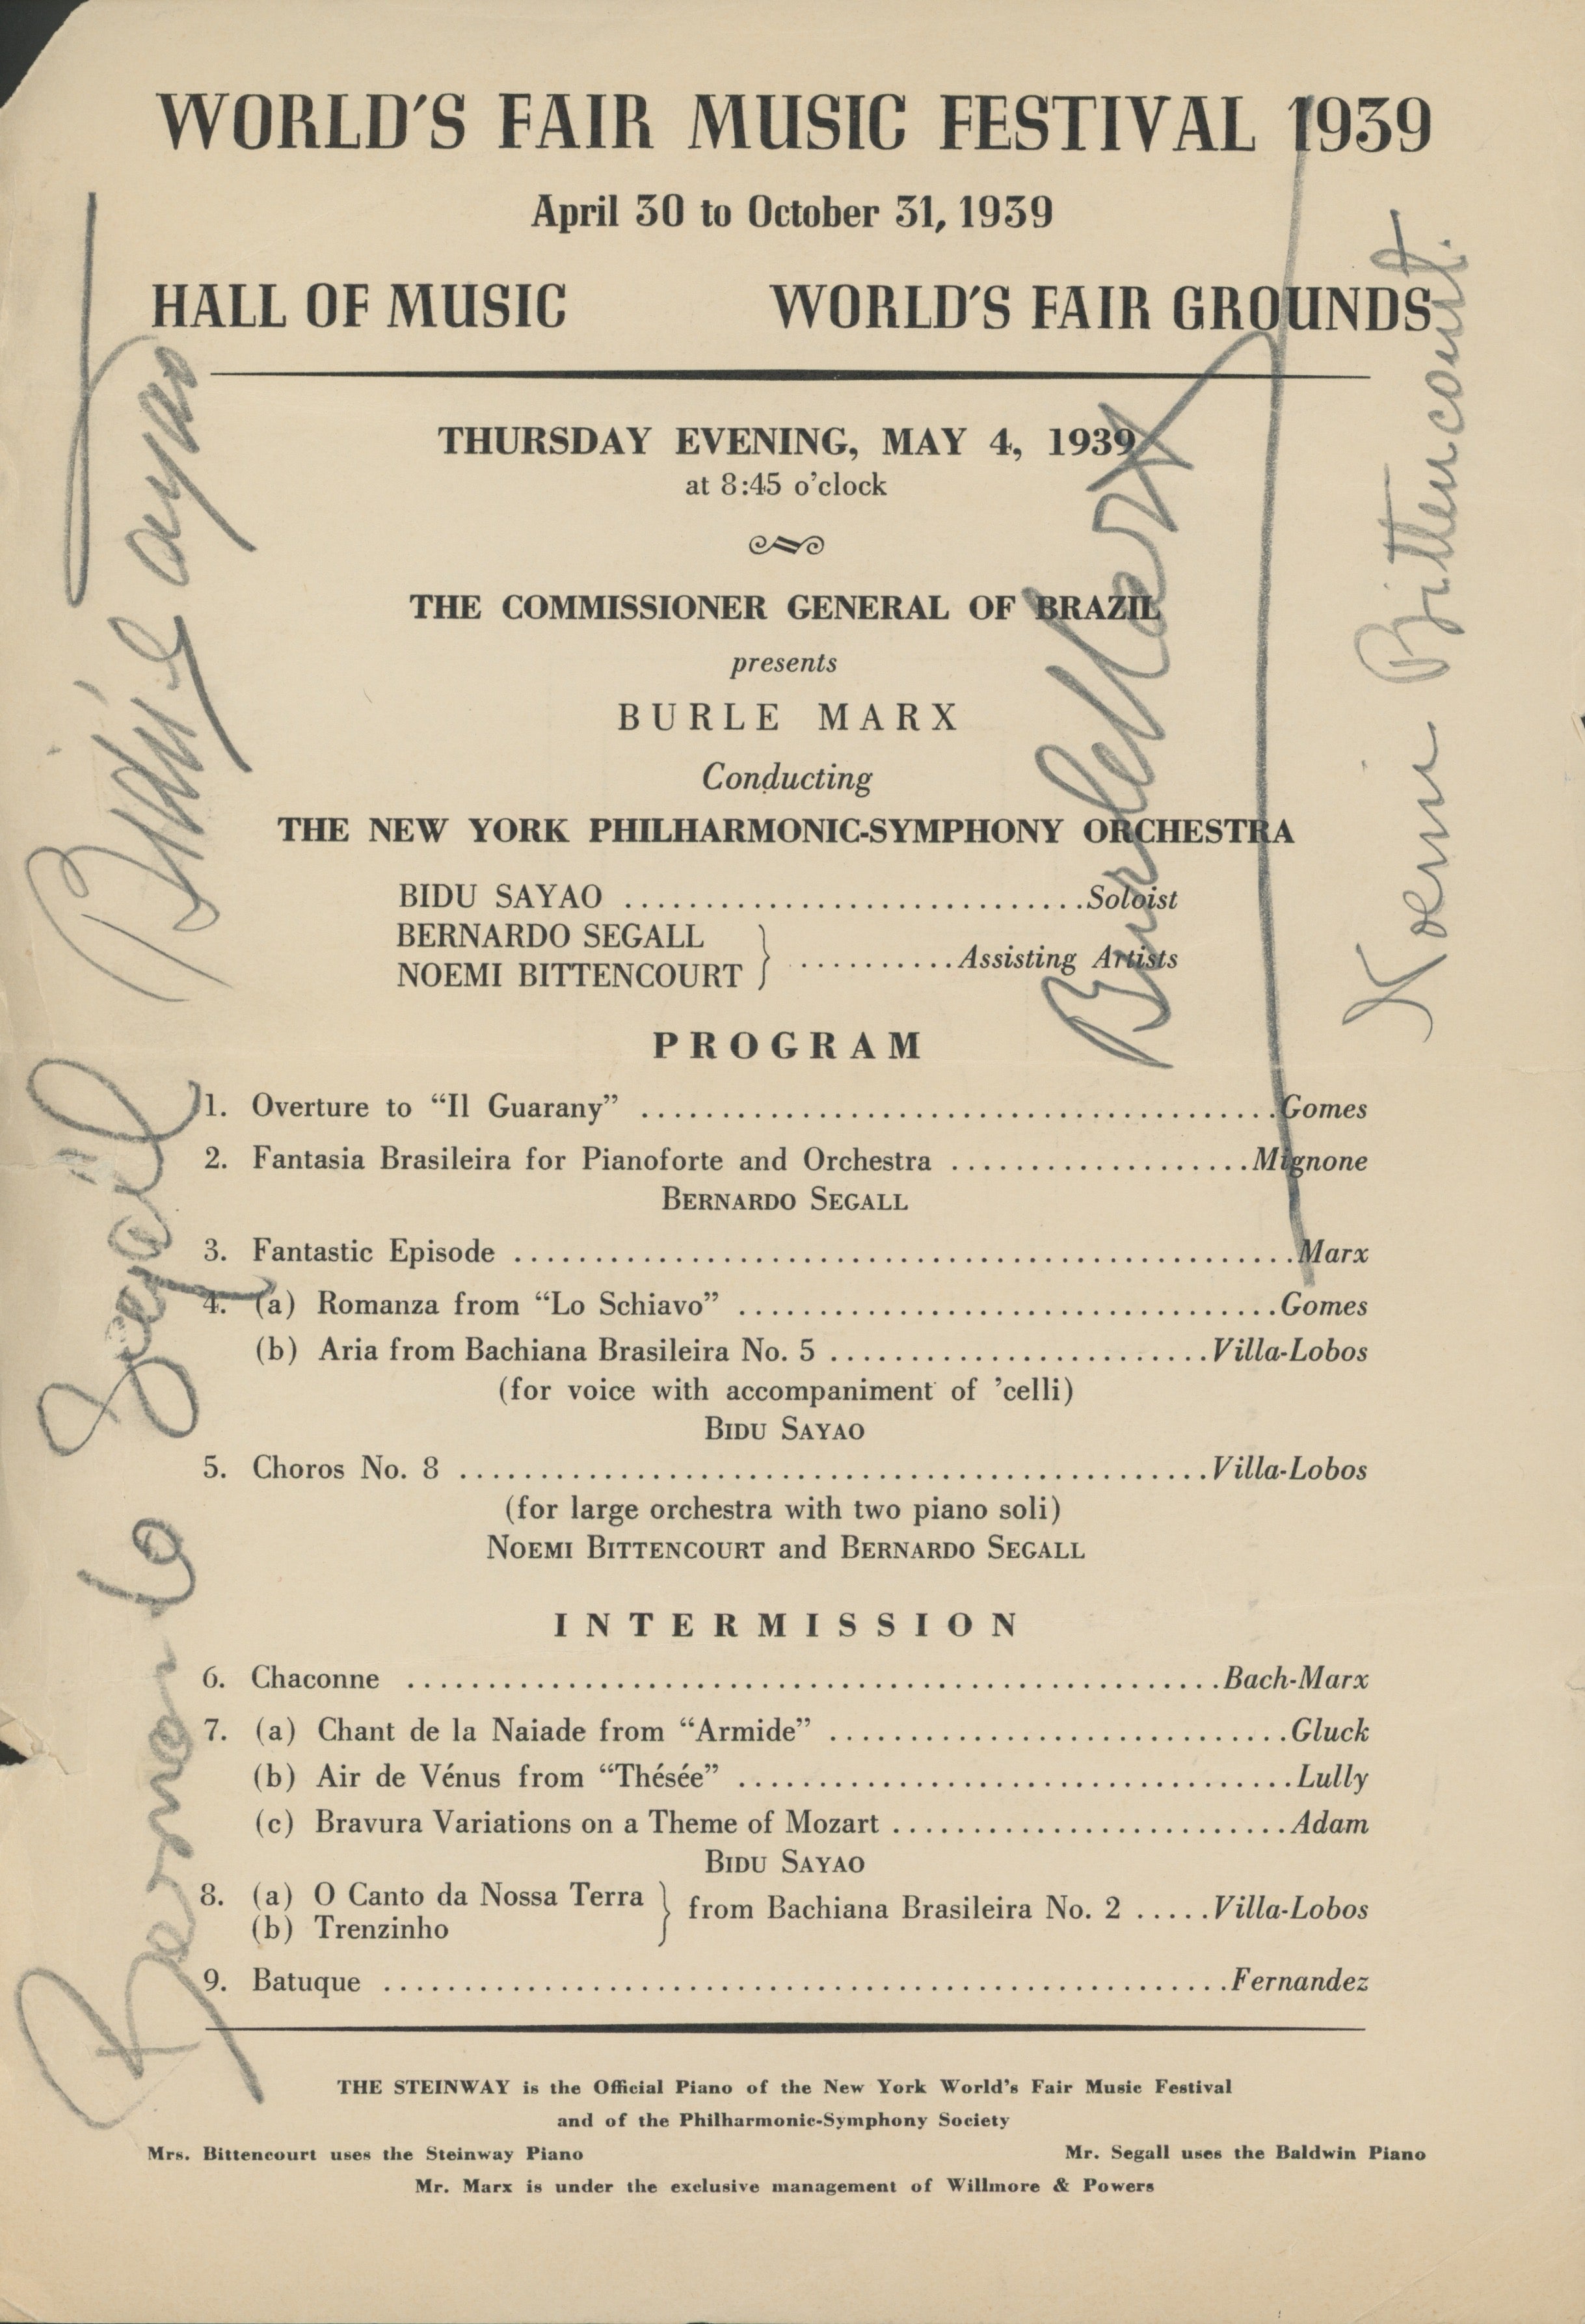 WORLD'S FAIR MUSIC FESTIVAL 1939
April 30 to October 31, 1939
HALL OF MUSIC WORLD'S FAIR GROUNDS
THURSDAY EVENING, MAY 4, 1939
at 8:45 o'clock
THE COMMISSIONER GENERAL OF BRAZIL
presents
BURLE MARX
Conducting
THE NEW YORK PHILHARMONIC-SYMPHONY ORCHESTRA
BIDU SAYAO ............................. Soloist
BERNARDO SEGALL
NOEMI BITTENCOURT } .......... Assisting Artists
PROGRAM
1. Overture to “Il Guarany” ........................................ Gomes
2. Fantasia Brasileira for Pianoforte and Orchestra ................... Mignone
BERNARDO SEGALL
3. Fantastic Episode ................................................. Marx
4. (a) Romanza from “Lo Schiavo” .................................. Gomes
(b) Aria from Bachiana Brasileira No. 5 ........................ Villa-Lobos
(for voice with accompaniment of 'celli)
BIDU SAYAO
5. Choros No. 8 ............................................... Villa-Lobos
(for large orchestra with two piano soli)
NOEMI BITTENCOURT and BERNARDO SEGALL
INTERMISSION
6. Chaconne ................................................... Bach-Marx
7. (a) Chant de la Naiade from “Armide” ............................. Gluck
(b) Air de Vénus from “Thésée” ................................... Lully
(c) Bravura Variations on a Theme of Mozart ......................... Adam
BIDU SAYAO
8. (a) O Canto da Nossa Terra
(b) Trenzinho } from Bachiana Brasileira No. 2 ..... Villa-Lobos
9. Batuque ..................................................... Fernandez
THE STEINWAY is the Official Piano of the New York World's Fair Music Festival
and of the Philharmonic-Symphony Society
Mrs. Bittencourt uses the Steinway Piano Mr. Segall uses the Baldwin Piano
Mr. Marx is under the exclusive management of Willmore & Powers
Bidú Sayao
Bernardo Segall
Burle Marx
Noemi Bittencourt.